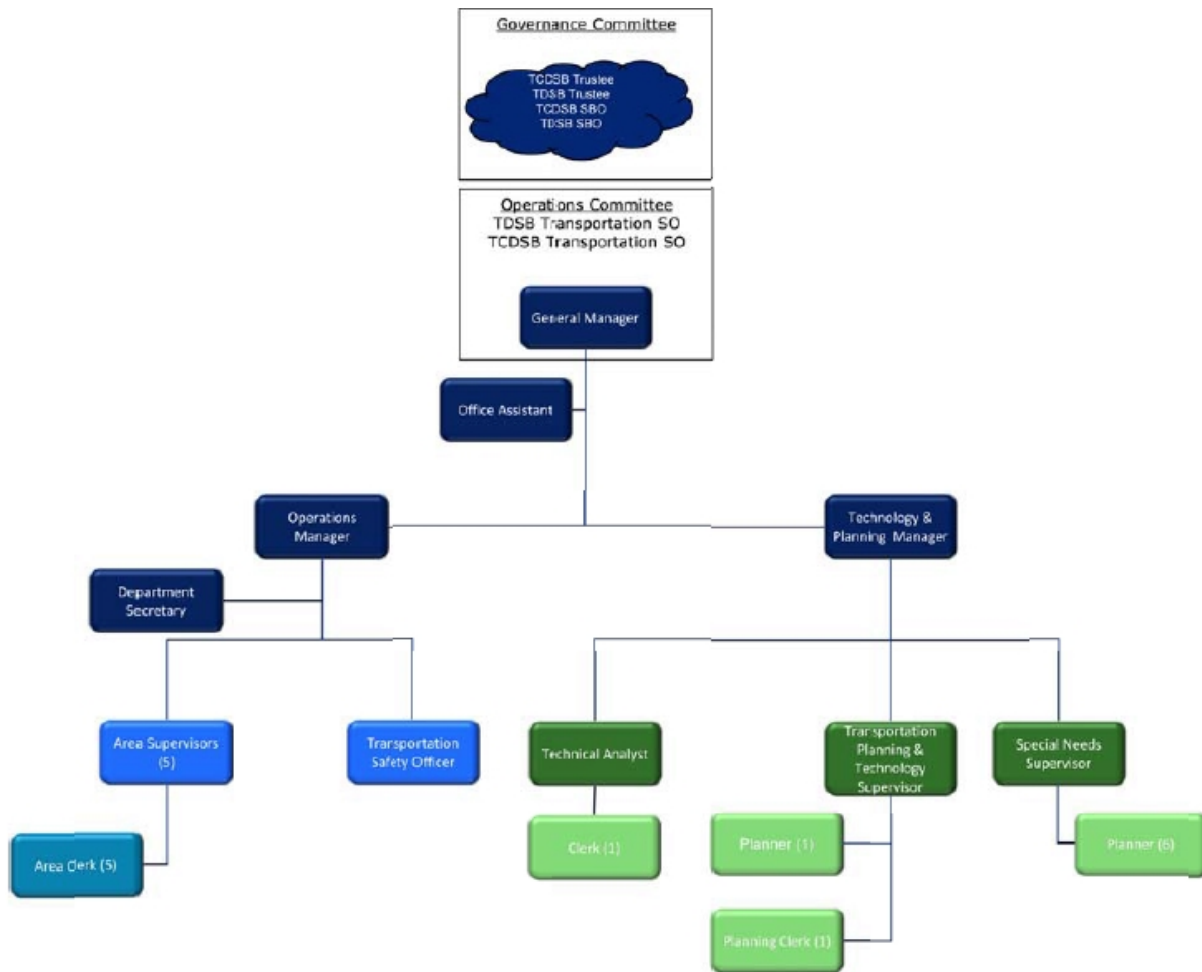 Governance Committee
TCDSB Trustee
TDSB Trustee
TCDSB SBO
TDSB SBO
Operations Committee
TDSB Transportation SO
TCDSB Transportation SO
General Manager
Office Assistant
Operations
Manager
Technology &
Planning Manager
Department
Secretary
Area Supervisors
(5)
Transportation
Safety Officer
Technical Analyst
Transportation
Planning &
Technology
Supervisor
Special Needs
Supervisor
Area Clerk (5)
Clerk (1)
Planner (1)
Planner (6)
Planning Clerk (1)